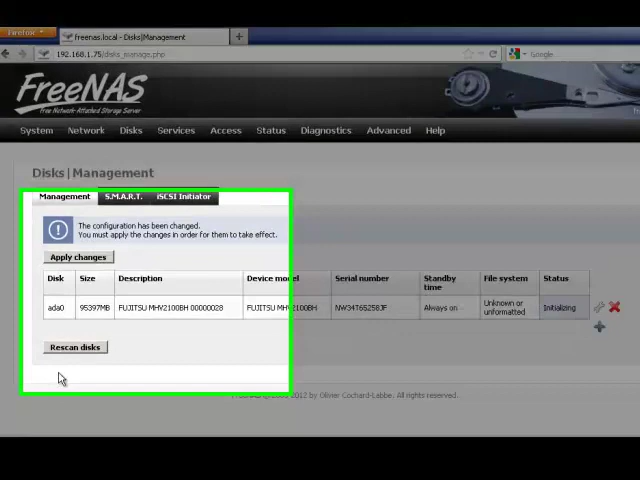 Firefox
freenas.local - Disks|Management
192.168.1.75/disks_manage.php
Google
FreeNAS
Free Network-Attached Storage Server
System Network Disks Services Access Status Diagnostics Advanced Help
Disks|Management
Management S.M.A.R.T. iSCSI Initiator
The configuration has been changed.
You must apply the changes in order for them to take effect.
Apply changes
Disk Size Description Device model Serial number Standby time File system Status
ada0 95397MB FUJITSU MHV2100BH 00000028 FUJITSU MHV2100BH NW34T65258JF Always on Unknown or unformatted Initializing
Rescan disks
2012 by Olivier Cochard-Labbe. All rights reserved.